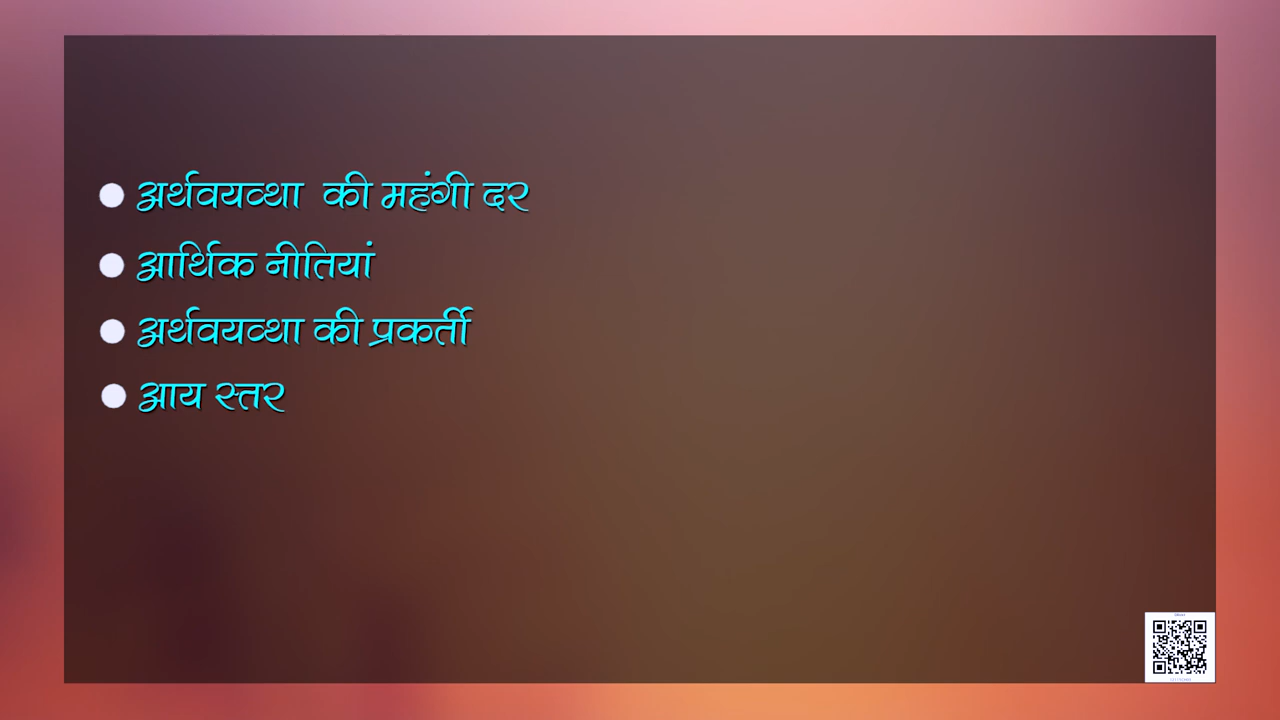 अर्थवयव्था की महंगी दर
आर्थिक नीतियां
अर्थवयव्था की प्रकर्ती
आय स्तर